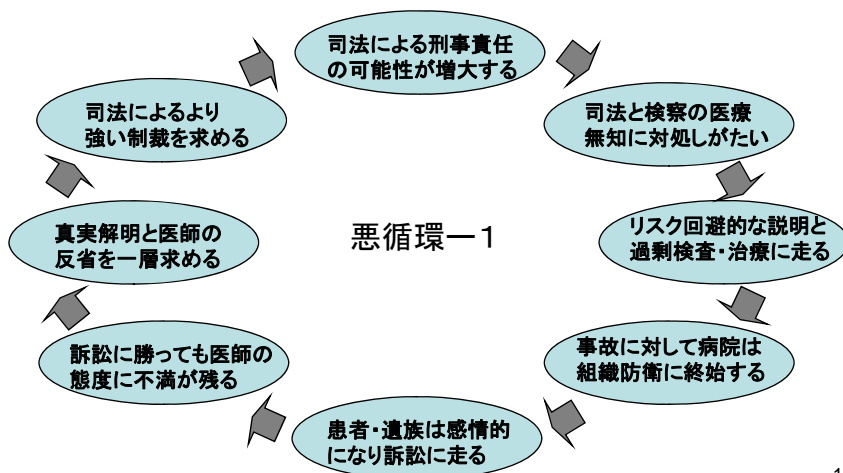 司法による刑事責任
の可能性が増大する
司法と検察の医療
無知に対処しがたい
リスク回避的な説明と
過剰検査・治療に走る
事故に対して病院は
組織防衛に終始する
患者・遺族は感情的
になり訴訟に走る
訴訟に勝っても医師の
態度に不満が残る
真実解明と医師の
反省を一層求める
司法によるより
強い制裁を求める
悪循環―1
1